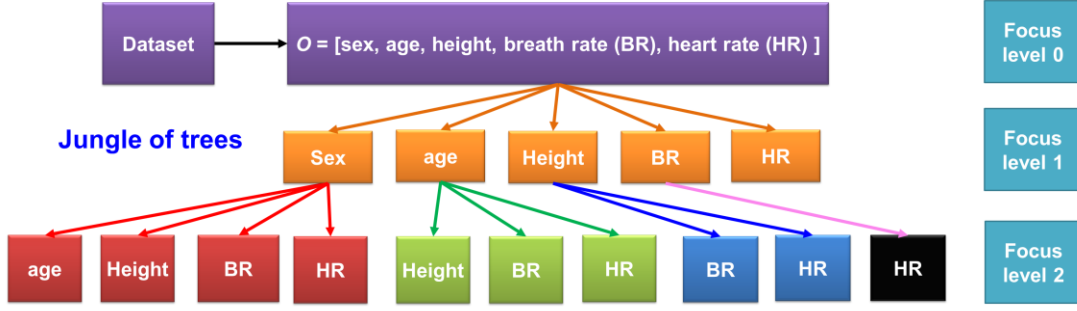 Dataset
O = [sex, age, height, breath rate (BR), heart rate (HR) ]
Focus
level 0
Jungle of trees
Sex
age
Height
BR
HR
Focus
level 1
age
Height
BR
HR
Height
BR
HR
BR
HR
HR
Focus
level 2